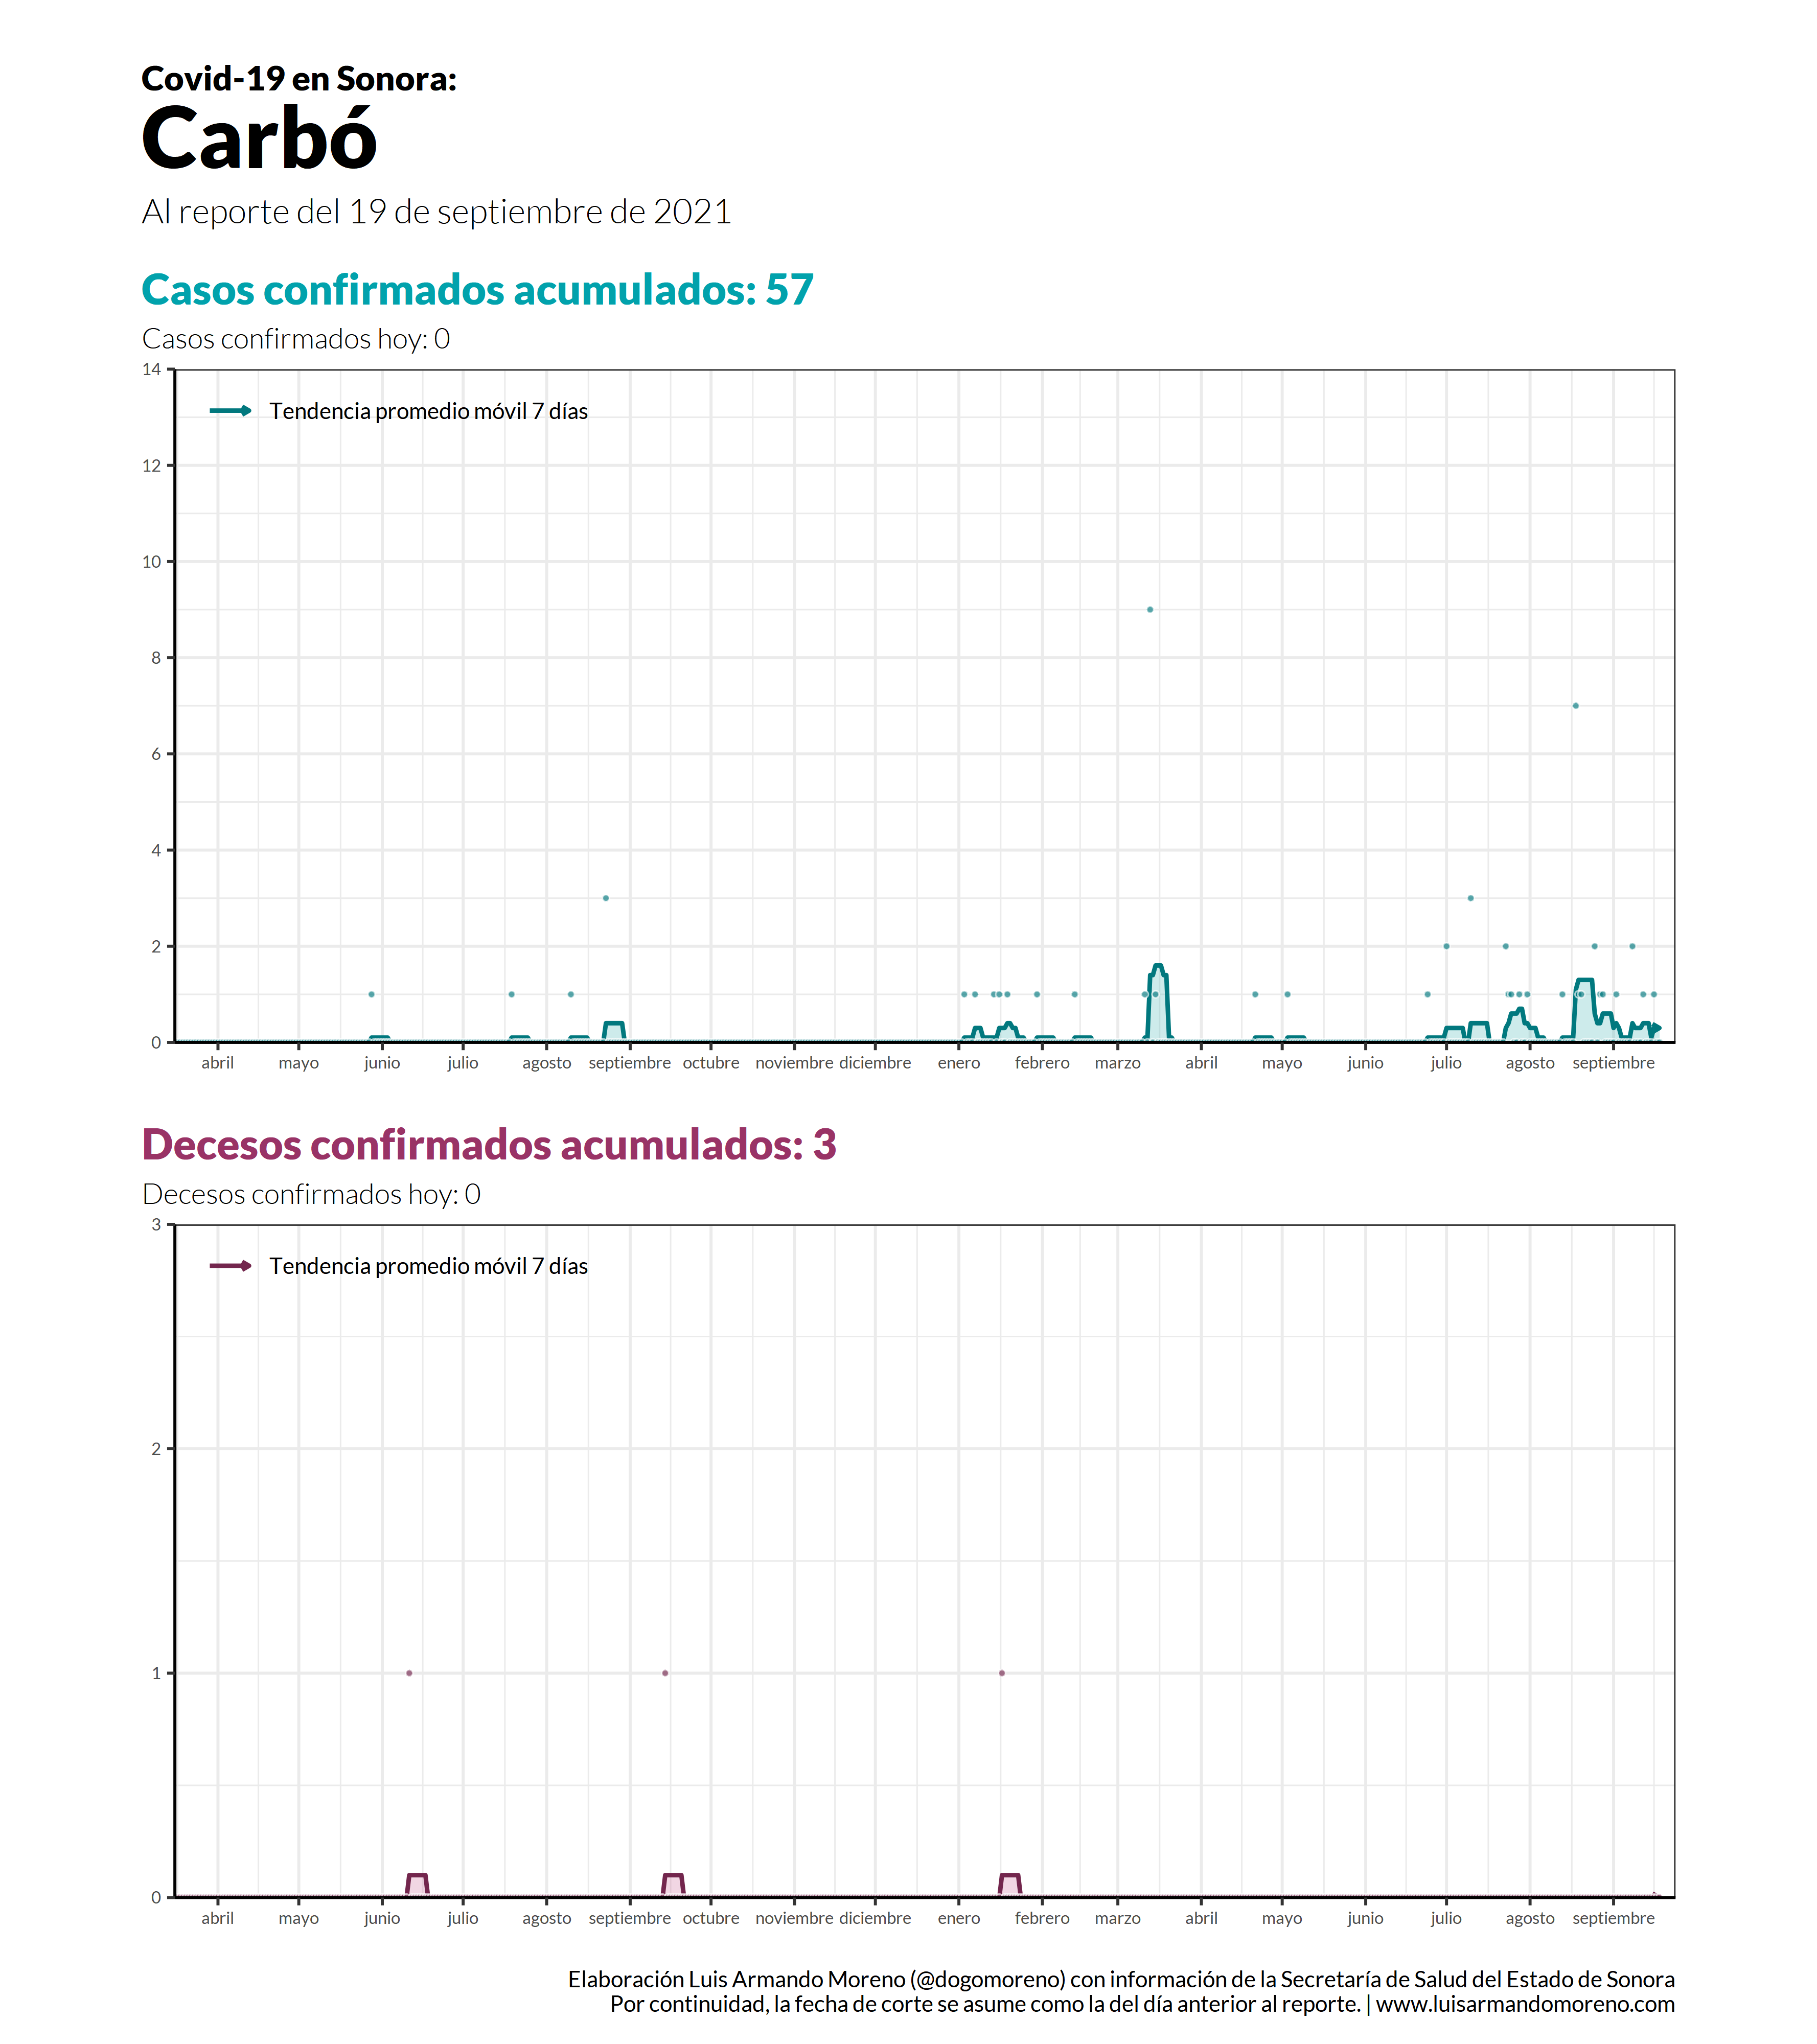 Covid-19 en Sonora:
Carbó
Al reporte del 19 de septiembre de 2021
Casos confirmados acumulados: 57
Casos confirmados hoy: 0
14
Tendencia promedio móvil 7 días
12
10
8
6
4
2
0
abril mayo junio julio agosto septiembre octubre noviembre diciembre enero febrero marzo abril mayo junio julio agosto septiembre
Decesos confirmados acumulados: 3
Decesos confirmados hoy: 0
3
Tendencia promedio móvil 7 días
2
1
0
abril mayo junio julio agosto septiembre octubre noviembre diciembre enero febrero marzo abril mayo junio julio agosto septiembre
Elaboración Luis Armando Moreno (@dogomoreno) con información de la Secretaría de Salud del Estado de Sonora
Por continuidad, la fecha de corte se asume como la del día anterior al reporte. | www.luisarmandomoreno.com